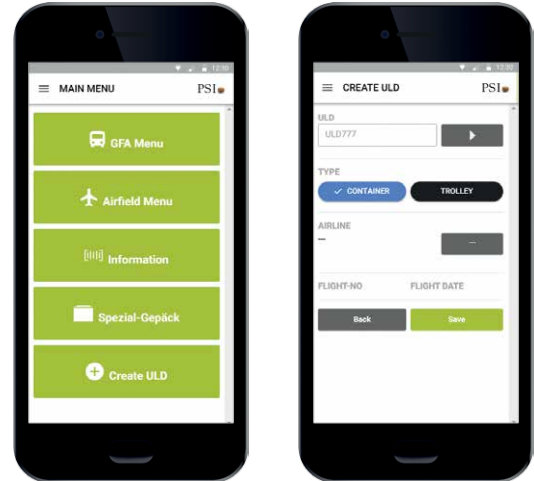 12:30
MAIN MENU PSI
GFA Menu
Airfield Menu
Information
Spezial-Gepäck
Create ULD
12:30
CREATE ULD PSI
ULD
ULD777
TYPE
CONTAINER TROLLEY
AIRLINE
--
--
FLIGHT-NO FLIGHT DATE
Back Save